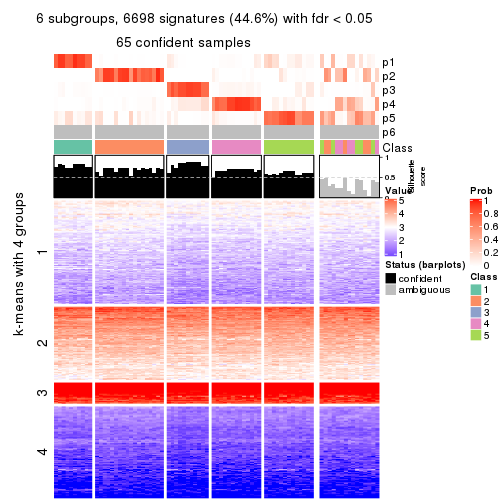 6 subgroups, 6698 signatures (44.6%) with fdr < 0.05
65 confident samples
p1
p2
p3
p4
p5
p6
Class
1
0.5
0
Silhouette
score
k-means with 4 groups
1
2
3
4
Value
5
4
3
2
1
Status (barplots)
confident
ambiguous
Prob
1
0.8
0.6
0.4
0.2
0
Class
1
2
3
4
5